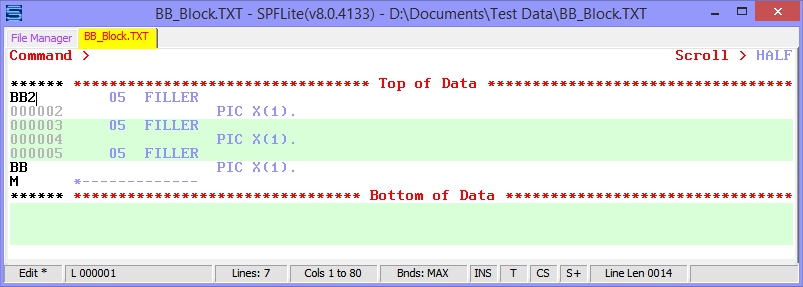 BB_Block.TXT - SPFLite(v8.0.4133) - D:\Documents\Test Data\BB_Block.TXT
File Manager BB_Block.TXT
Command > Scroll > HALF
****** ********************************* Top of Data **********************************
BB2 05 FILLER
000002 PIC X(1).
000003 05 FILLER
000004 PIC X(1).
000005 05 FILLER
BB PIC X(1).
M *-------------
****** ******************************** Bottom of Data ********************************
Edit * L 000001 Lines: 7 Cols 1 to 80 Bnds: MAX INS T CS S+ Line Len 0014